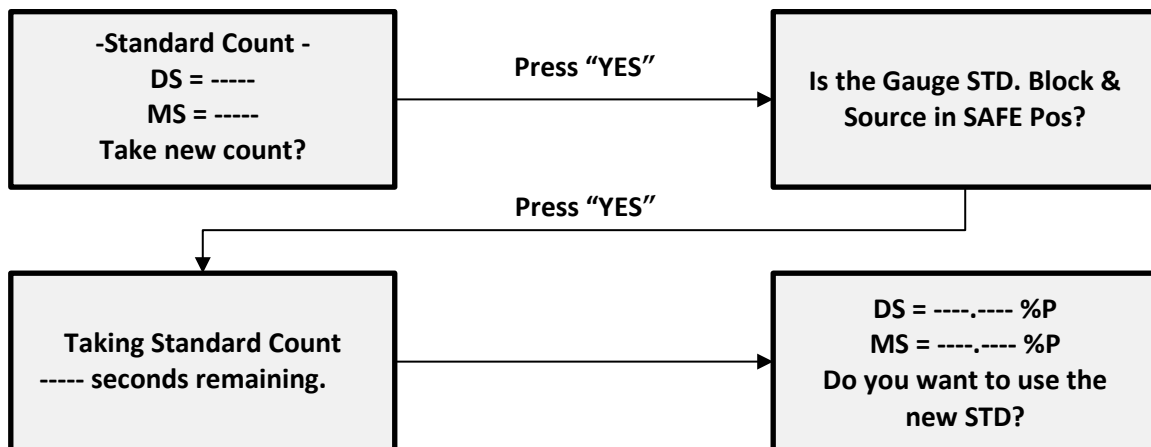 -Standard Count -
DS = -----
MS = -----
Take new count?
Press “YES”
Is the Gauge STD. Block &
Source in SAFE Pos?
Press “YES”
Taking Standard Count
----- seconds remaining.
DS = ----.---- %P
MS = ----.---- %P
Do you want to use the
new STD?